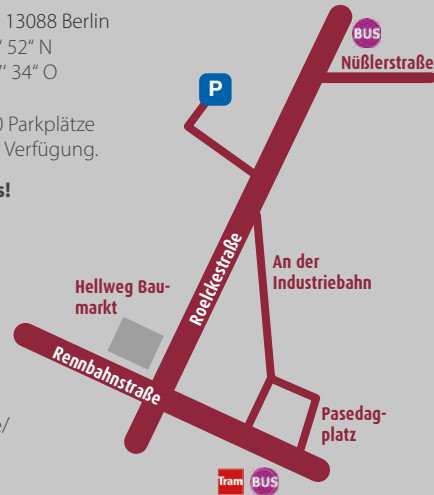 13088 Berlin
52“ N
34“ O
Parkplätze
Verfügung.
BUS
Nüßlerstraße
P
Roelckestraße
An der
Industriebahn
Hellweg Bau-
markt
Rennbahnstraße
Pasedag-
platz
Tram BUS